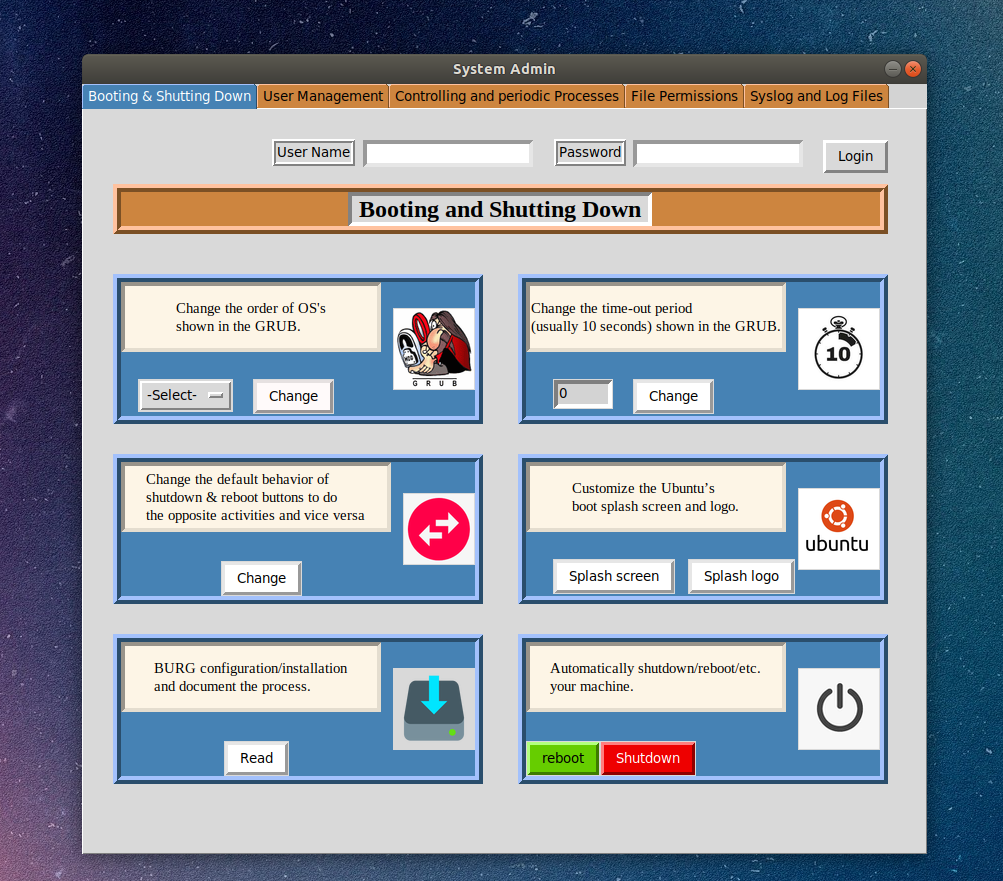 System Admin
Booting & Shutting Down User Management Controlling and periodic Processes File Permissions Syslog and Log Files
User Name Password Login
Booting and Shutting Down
Change the order of OS's
shown in the GRUB.
GRUB
-Select- Change
Change the time-out period
(usually 10 seconds) shown in the GRUB.
10
0 Change
Change the default behavior of
shutdown & reboot buttons to do
the opposite activities and vice versa
Change
Customize the Ubuntu’s
boot splash screen and logo.
ubuntu
Splash screen Splash logo
BURG configuration/installation
and document the process.
Read
Automatically shutdown/reboot/etc.
your machine.
reboot Shutdown